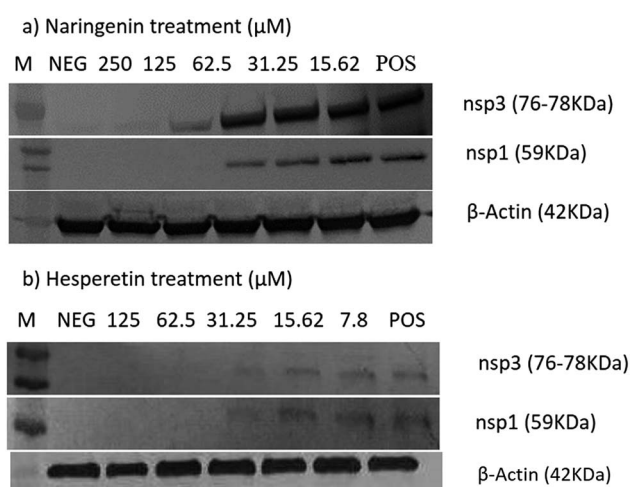 a) Naringenin treatment (µM)
M NEG 250 125 62.5 31.25 15.62 POS
nsp3 (76-78KDa)
nsp1 (59KDa)
β-Actin (42KDa)
b) Hesperetin treatment (µM)
M NEG 125 62.5 31.25 15.62 7.8 POS
nsp3 (76-78KDa)
nsp1 (59KDa)
β-Actin (42KDa)